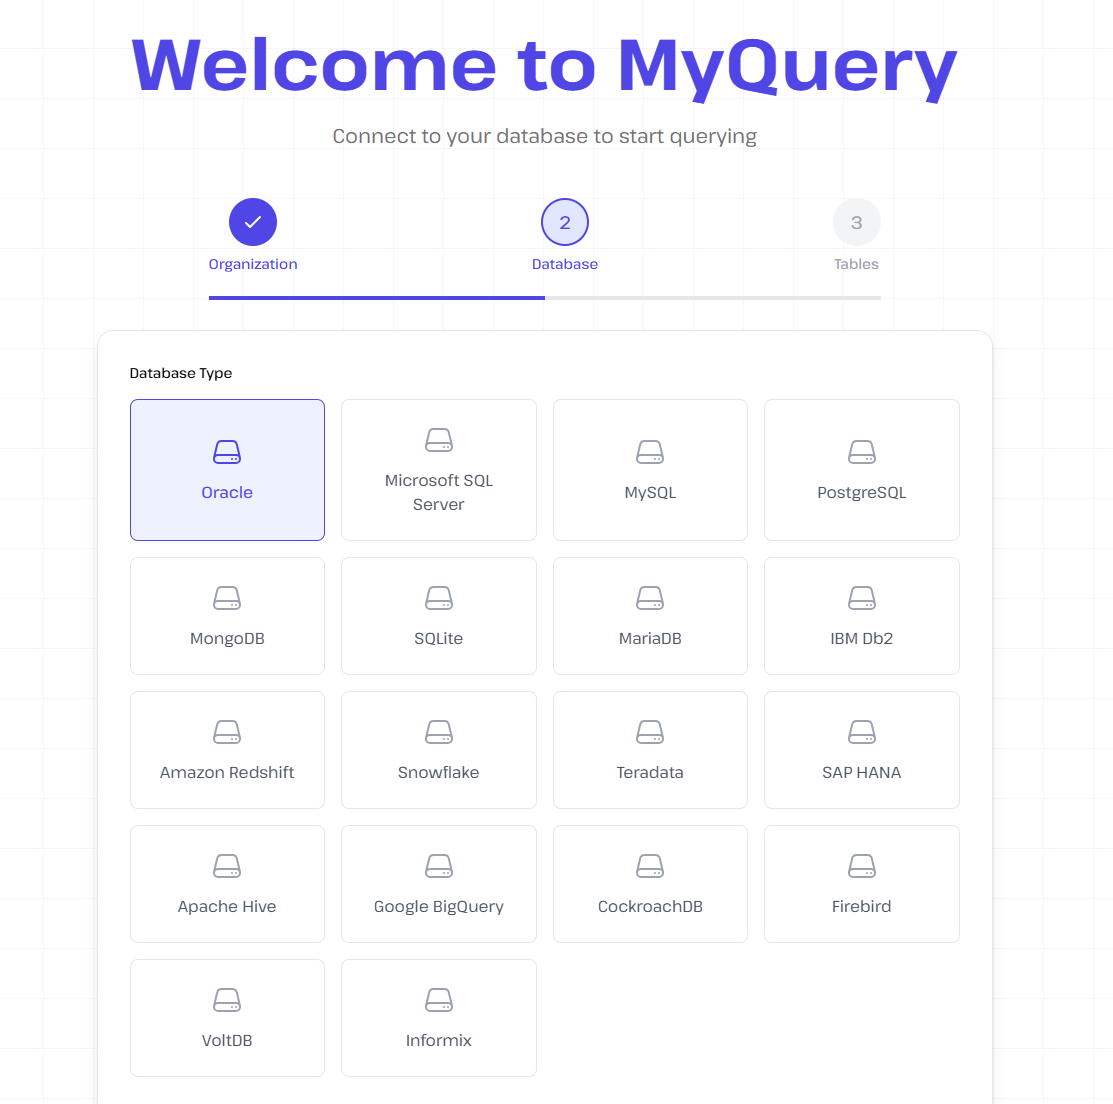 Welcome to MyQuery
Connect to your database to start querying
2
3
Organization
Database
Tables
Database Type
Oracle
Microsoft SQL
Server
MySQL
PostgreSQL
MongoDB
SQLite
MariaDB
IBM Db2
Amazon Redshift
Snowflake
Teradata
SAP HANA
Apache Hive
Google BigQuery
CockroachDB
Firebird
VoltDB
Informix